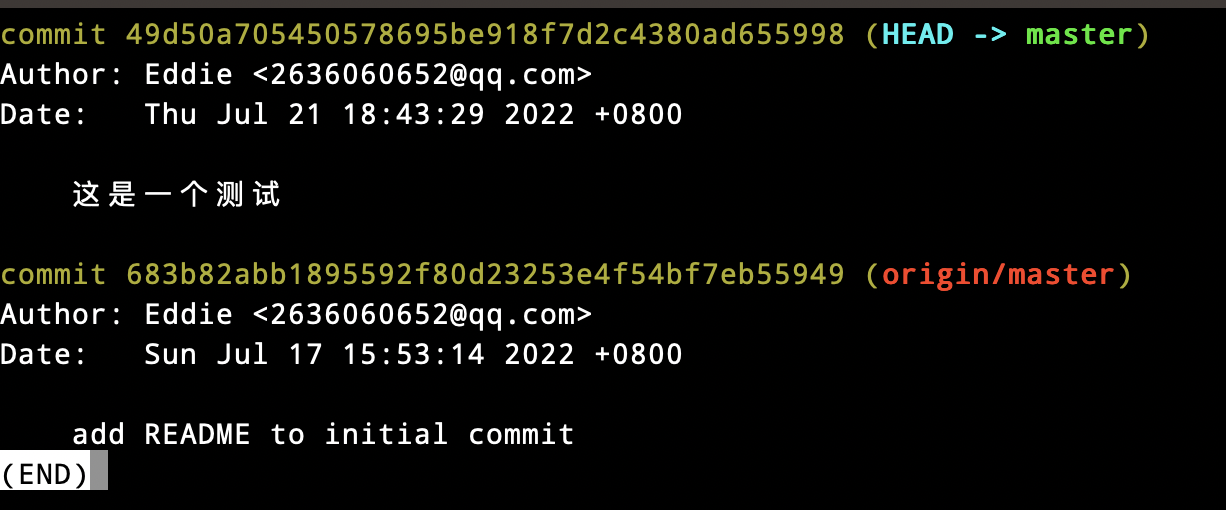 commit 49d50a705450578695be918f7d2c4380ad655998 (HEAD -> master)
Author: Eddie <2636060652@qq.com>
Date:   Thu Jul 21 18:43:29 2022 +0800
这是一个测试
commit 683b82abb1895592f80d23253e4f54bf7eb55949 (origin/master)
Author: Eddie <2636060652@qq.com>
Date:   Sun Jul 17 15:53:14 2022 +0800
add README to initial commit
(END)